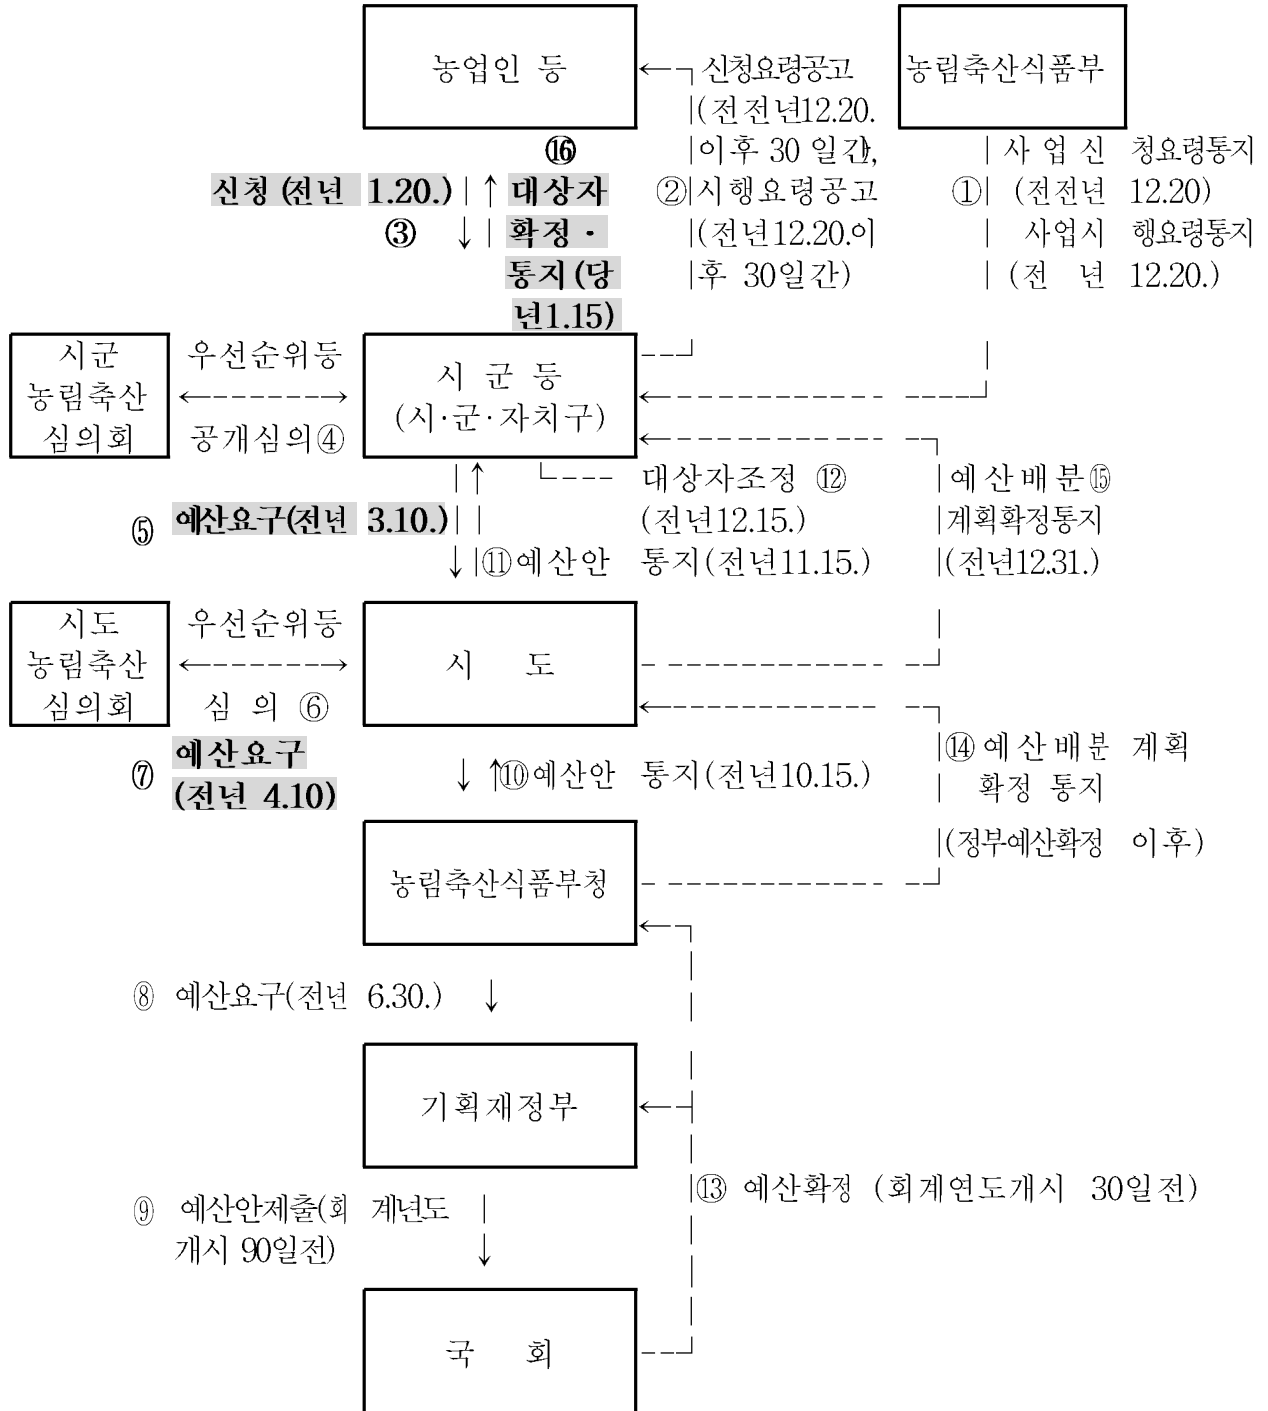 농업인 등
신청요령공고
(전전년12.20.
이후 30 일간,
② 시행요령공고
(전년12.20.이
후 30일간)
농림축산식품부
사 업 신 청요령통지
① (전전년 12.20)
사업시 행요령통지
(전 년 12.20.)
⑯
신청 (전년 1.20.)
③
대상자
확정·
통지(당
년1.15)
시군
농림축산
심의회
우선순위등
공개심의④
시 군 등
(시·군·자치구)
대상자조정 ⑫
(전년12.15.)
예산배분⑮
계획확정통지
(전년12.31.)
⑤ 예산요구(전년 3.10.)
⑪예산안 통지(전년11.15.)
시도
농림축산
심의회
우선순위등
심 의 ⑥
시 도
⑦ 예산요구
(전년 4.10)
⑩예산안 통지(전년10.15.)
⑭예산배분 계획
확정 통지
(정부예산확정 이후)
농림축산식품부청
⑧ 예산요구(전년 6.30.)
기획재정부
⑬ 예산확정 (회계연도개시 30일전)
⑨ 예산안제출(회 계년도
개시 90일전)
국 회